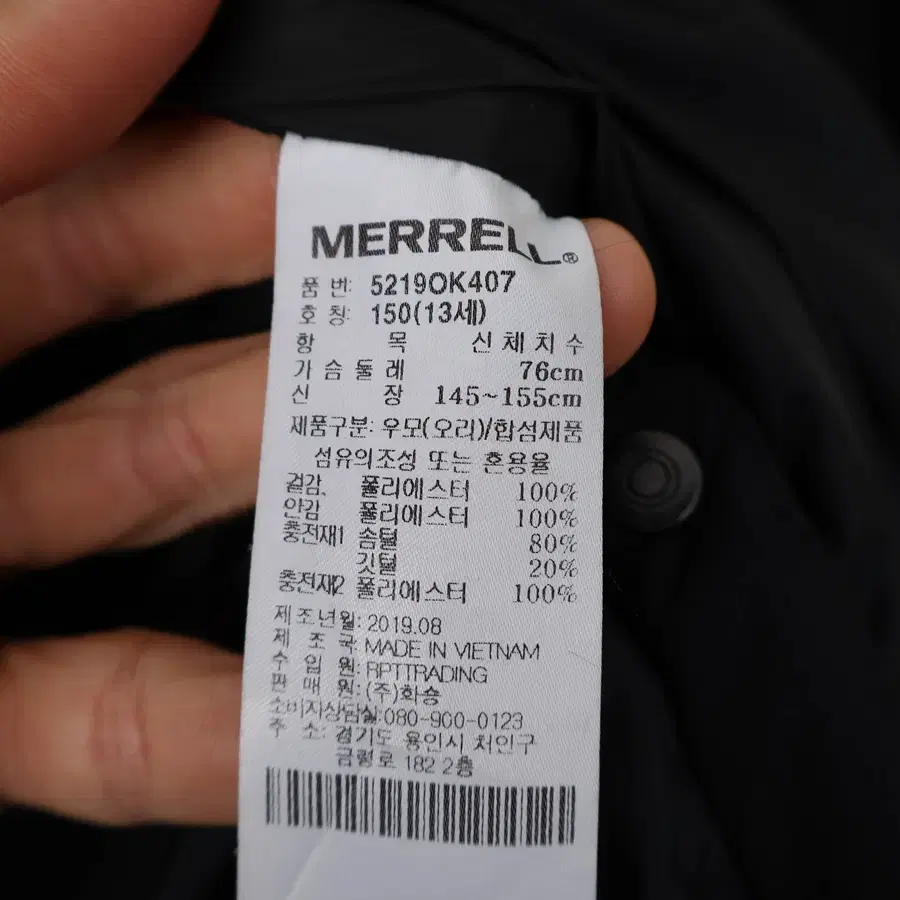 MERRELL®
품 번: 5219OK407
호 칭: 150(13세)
항 목 신 체 치 수
가 슴 둘 레 76cm
신 장 145~155cm
제품구분: 우모(오리)/합섬제품
섬유의조성 또는 혼용율
겉감, 폴리에스터 100%
안감 폴리에스터 100%
충전재1 솜털 80%
깃털 20%
충전재2 폴리에스터 100%
제 조 년 월: 2019.08
제 조 국: MADE IN VIETNAM
수 입 원: RPTTRADING
판 매 원: (주)화승
소비자상담실:080-900-0123
주 소: 경기도 용인시 처인구
금령로 182 2층